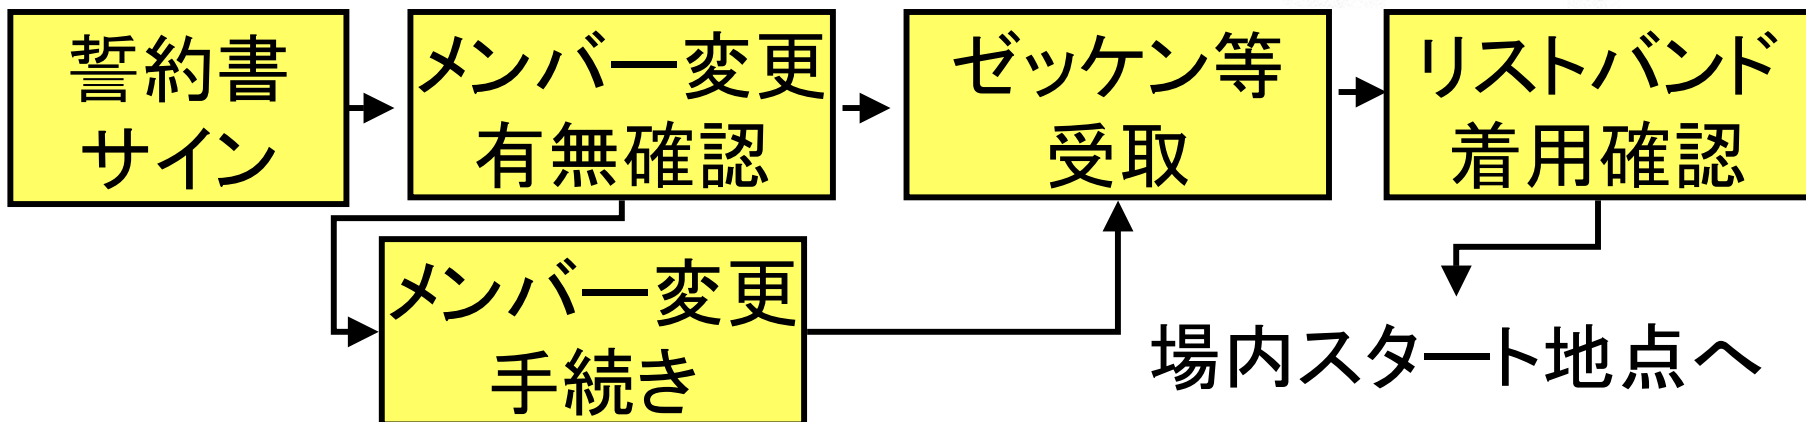 誓約書
サイン
メンバー変更
有無確認
ゼッケン等
受取
リストバンド
着用確認
メンバー変更
手続き
場内スタート地点へ